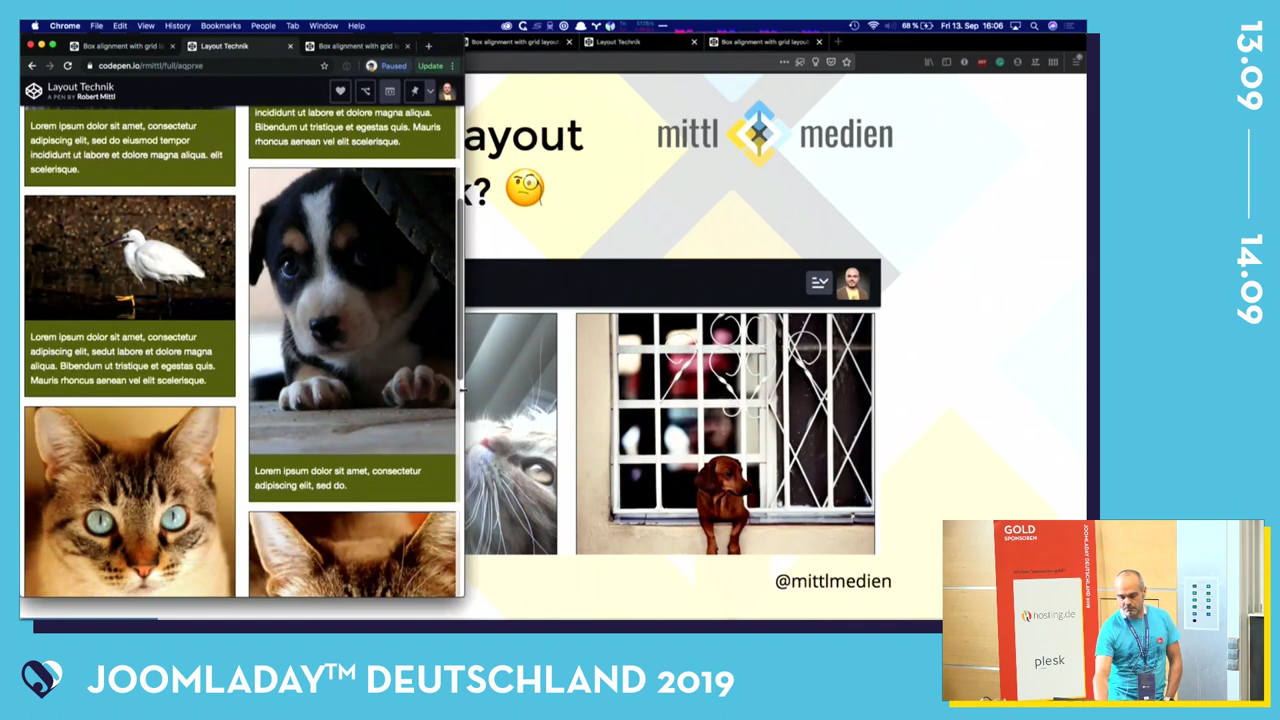 Chrome File Edit View History Bookmarks People Tab Window Help
68 % Fri 13. Sep 16:06
Box alignment with grid l
Layout Technik
Box alignment with grid l
Box alignment with grid layout
Layout Technik
Box alignment with grid layout
codepen.io/rmittl/full/aqprxe
Paused
Update
Layout Technik
A PEN BY Robert Mittl
Lorem ipsum dolor sit amet, consectetur
adipiscing elit, sed do eiusmod tempor
incididunt ut labore magna aliqua. elit
scelerisque.
incididunt ut labore et dolore magna aliqua.
Bibendum ut tristique et egestas quis. Mauris
rhoncus aenean vel elit scelerisque.
Lorem ipsum dolor sit amet, consectetur
adipiscing elit, sedut labore et dolore magna
aliqua. Bibendum ut tristique et egestas quis.
Mauris rhoncus aenean vel elit scelerisque.
Lorem ipsum dolor sit amet, consectetur
adipiscing elit, sed do.
ayout
k? 🧐
mittl medien
@mittlmedien
13.09
14.09
GOLD
SPONSOREN
JOOMLADAY DEUTSCHLAND 2019
hosting.de
plesk
JOOMLADAY™ DEUTSCHLAND 2019